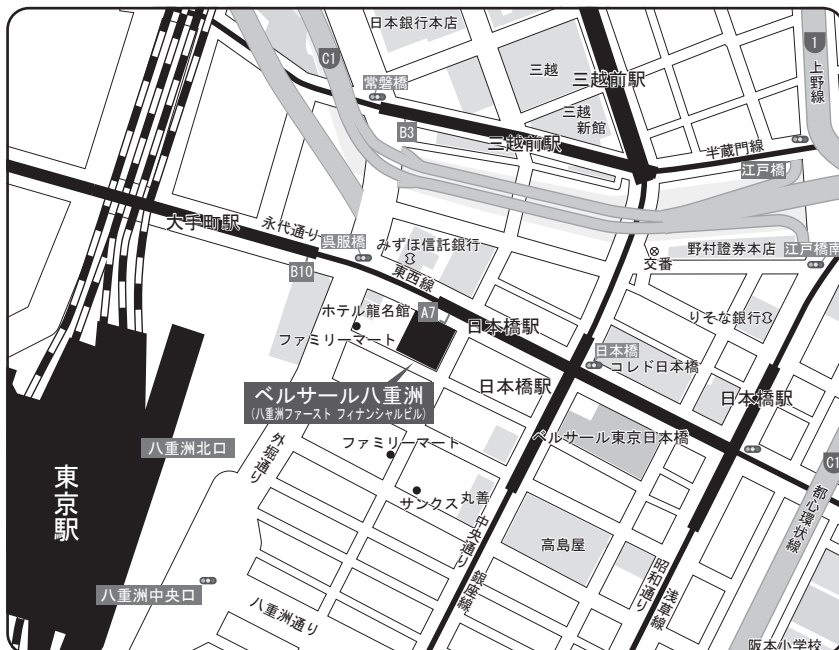 日本銀行本店
C1
1
上野線
三越
三越前駅
常磐橋
三越
新館
B3
三越前駅
半蔵門線
江戸橋
大手町駅
永代通り
呉服橋
みずほ信託銀行
交番
野村證券本店
江戸橋南
東西線
B10
ホテル龍名館
A7
日本橋駅
りそな銀行
ファミリーマート
日本橋
コレド日本橋
ベルサール八重洲
(八重洲ファースト フィナンシャルビル)
日本橋駅
日本橋駅
八重洲北口
外堀通り
ファミリーマート
ベルサール東京日本橋
C1
東京駅
サンクス
丸善
中央通り
都心環状線
高島屋
銀座線
昭和通り
浅草線
八重洲中央口
八重洲通り
阪本小学校